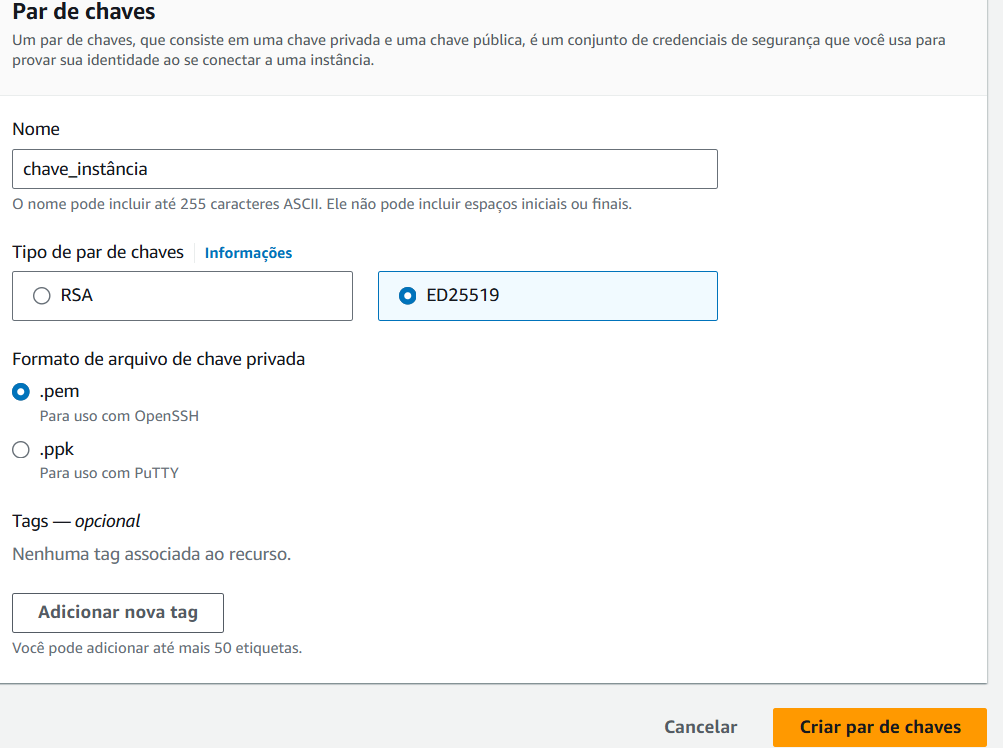 Par de chaves
Um par de chaves, que consiste em uma chave privada e uma chave pública, é um conjunto de credenciais de segurança que você usa para
provar sua identidade ao se conectar a uma instância.
Nome
chave_instância
O nome pode incluir até 255 caracteres ASCII. Ele não pode incluir espaços iniciais ou finais.
Tipo de par de chaves Informações
RSA ED25519
Formato de arquivo de chave privada
.pem
Para uso com OpenSSH
.ppk
Para uso com PuTTY
Tags — opcional
Nenhuma tag associada ao recurso.
Adicionar nova tag
Você pode adicionar até mais 50 etiquetas.
Cancelar Criar par de chaves